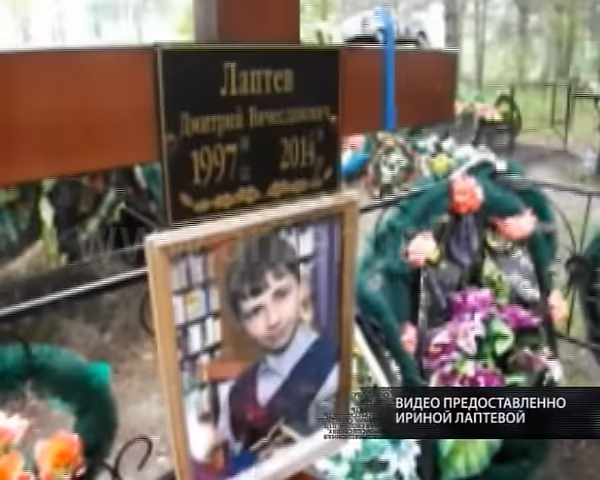 Лаптев
Дмитрий Вячеславович
1997 2014
ВИДЕО ПРЕДОСТАВЛЕННО
ИРИНОЙ ЛАПТЕВОЙ